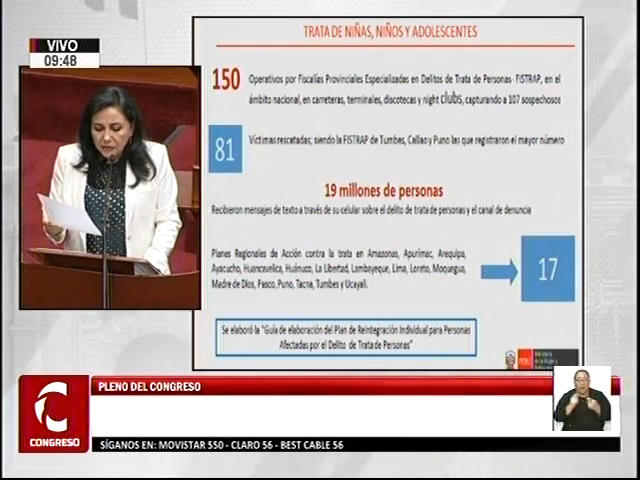 VIVO
09:48
TRATA DE NIÑAS, NIÑOS Y ADOLESCENTES
150
Operativos por Fiscalías Provinciales Especializadas en Delitos de Trata de Personas- FISTRAP, en el
ámbito nacional, en carreteras, terminales, discotecas y night clubs, capturando a 107 sospechosos
81
Víctimas rescatadas; siendo la FISTRAP de Tumbes, Callao y Puno las que registraron el mayor número
19 millones de personas
Recibieron mensajes de texto a través de su celular sobre el delito de trata de personas y el canal de denuncia
Planes Regionales de Acción contra la trata en Amazonas, Apurímac, Arequipa,
Ayacucho, Huancavelica, Huánuco, La Libertad, Lambayeque, Lima, Loreto, Moquegua,
Madre de Dios, Pasco, Puno, Tacna, Tumbes y Ucayali.
17
Se elaboró la "Guía de elaboración del Plan de Reintegración Individual para Personas
Afectadas por el Delito de Trata de Personas"
PERÚ
Ministerio
de la Mujer y
CONGRESO
PLENO DEL CONGRESO
SÍGANOS EN: MOVISTAR 550 - CLARO 56 - BEST CABLE 56